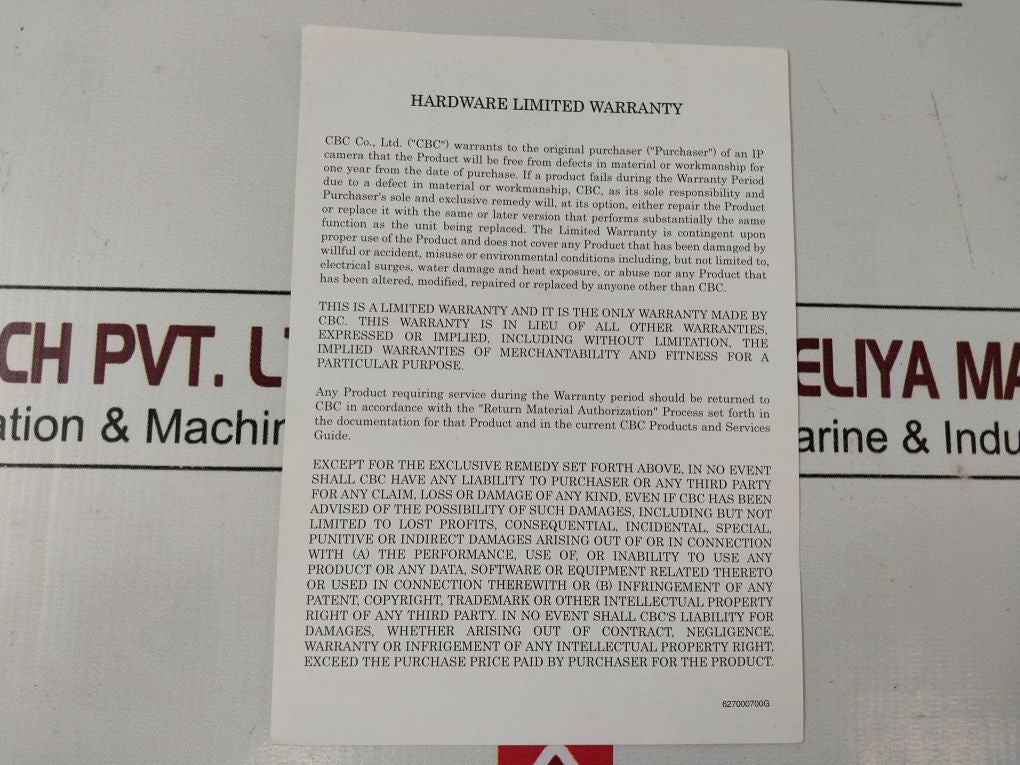 HARDWARE LIMITED WARRANTY
CBC Co., Ltd. ("CBC") warrants to the original purchaser ("Purchaser") of an IP
camera that the Product will be free from defects in material or workmanship for
one year from the date of purchase. If a product fails during the Warranty Period
due to a defect in material or workmanship, CBC, as its sole responsibility and
Purchaser's sole and exclusive remedy will, at its option, either repair the Product
or replace it with the same or later version that performs substantially the same
function as the unit being replaced. The Limited Warranty is contingent upon
proper use of the Product and does not cover any Product that has been damaged by
willful or accident, misuse or environmental conditions including, but not limited to,
electrical surges, water damage and heat exposure, or abuse nor any Product that
has been altered, modified, repaired or replaced by anyone other than CBC.
THIS IS A LIMITED WARRANTY AND IT IS THE ONLY WARRANTY MADE BY
CBC. THIS WARRANTY IS IN LIEU OF ALL OTHER WARRANTIES,
EXPRESSED OR IMPLIED, INCLUDING WITHOUT LIMITATION, THE
IMPLIED WARRANTIES OF MERCHANTABILITY AND FITNESS FOR A
PARTICULAR PURPOSE.
Any Product requiring service during the Warranty period should be returned to
CBC in accordance with the "Return Material Authorization" Process set forth in
the documentation for that Product and in the current CBC Products and Services
Guide.
EXCEPT FOR THE EXCLUSIVE REMEDY SET FORTH ABOVE, IN NO EVENT
SHALL CBC HAVE ANY LIABILITY TO PURCHASER OR ANY THIRD PARTY
FOR ANY CLAIM, LOSS OR DAMAGE OF ANY KIND, EVEN IF CBC HAS BEEN
ADVISED OF THE POSSIBILITY OF SUCH DAMAGES, INCLUDING BUT NOT
LIMITED TO LOST PROFITS, CONSEQUENTIAL, INCIDENTAL, SPECIAL,
PUNITIVE OR INDIRECT DAMAGES ARISING OUT OF OR IN CONNECTION
WITH (A) THE PERFORMANCE, USE OF, OR INABILITY TO USE ANY
PRODUCT OR ANY DATA, SOFTWARE OR EQUIPMENT RELATED THERETO
OR USED IN CONNECTION THEREWITH OR (B) INFRINGEMENT OF ANY
PATENT, COPYRIGHT, TRADEMARK OR OTHER INTELLECTUAL PROPERTY
RIGHT OF ANY THIRD PARTY. IN NO EVENT SHALL CBC'S LIABILITY FOR
DAMAGES, WHETHER ARISING OUT OF CONTRACT, NEGLIGENCE,
WARRANTY OR INFRIGEMENT OF ANY INTELLECTUAL PROPERTY RIGHT,
EXCEED THE PURCHASE PRICE PAID BY PURCHASER FOR THE PRODUCT.
627000700G
CH PVT. L
ation & Machin
ELIYA MA
arine & Indu